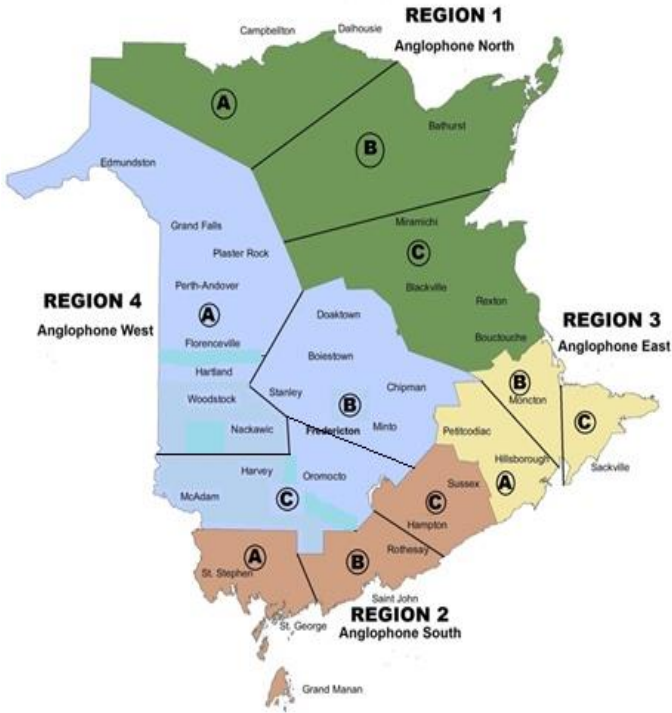 REGION 1
Anglophone North
Campbellton
Dalhousie
A
B
Bathurst
Miramichi
C
Blackville
Rexton
Bouctouche
REGION 4
Anglophone West
Edmundston
Grand Falls
Plaster Rock
Perth-Andover
A
Florenceville
Hartland
Woodstock
Nackawic
Doaktown
Boiestown
Stanley
Chipman
B
Fredericton
Minto
Harvey
Oromocto
McAdam
C
REGION 3
Anglophone East
B
Moncton
C
Petitcodiac
Hillsborough
A
Sackville
Sussex
C
Hampton
Rothesay
A
B
St. Stephen
Saint John
St. George
REGION 2
Anglophone South
Grand Manan